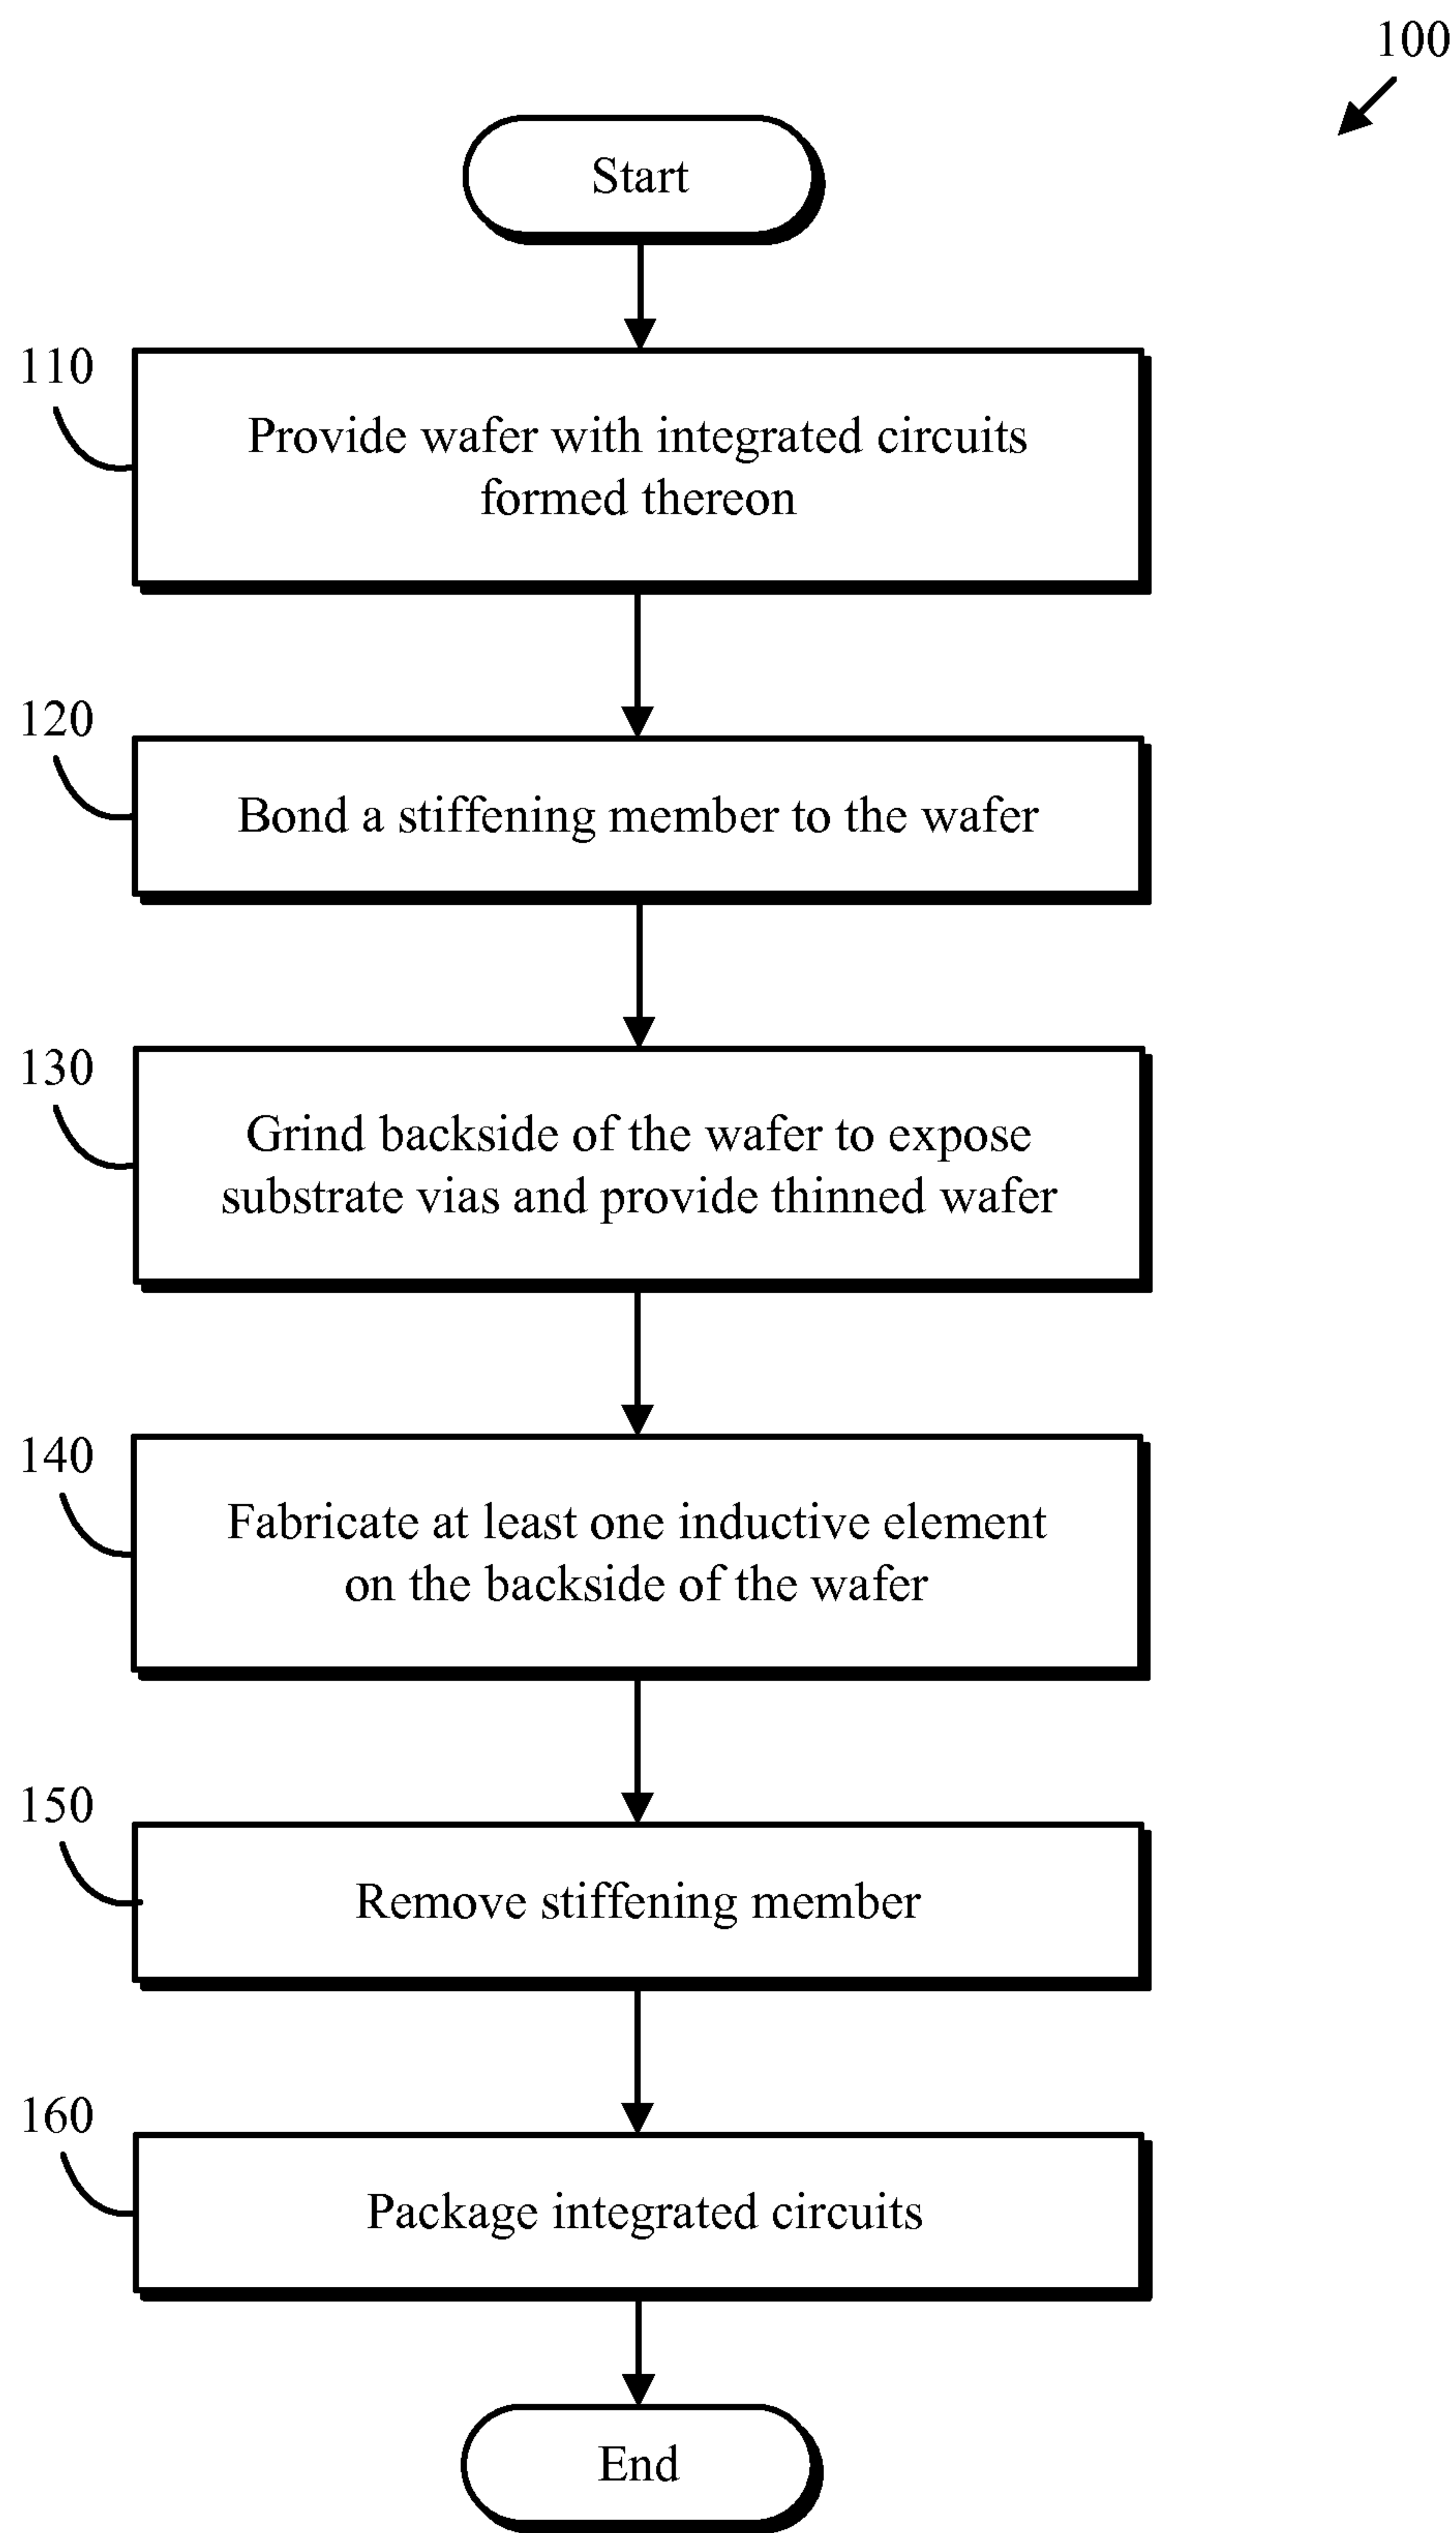 100
Start
110
Provide wafer with integrated circuits
formed thereon
120
Bond a stiffening member to the wafer
130
Grind backside of the wafer to expose
substrate vias and provide thinned wafer
140
Fabricate at least one inductive element
on the backside of the wafer
150
Remove stiffening member
160
Package integrated circuits
End